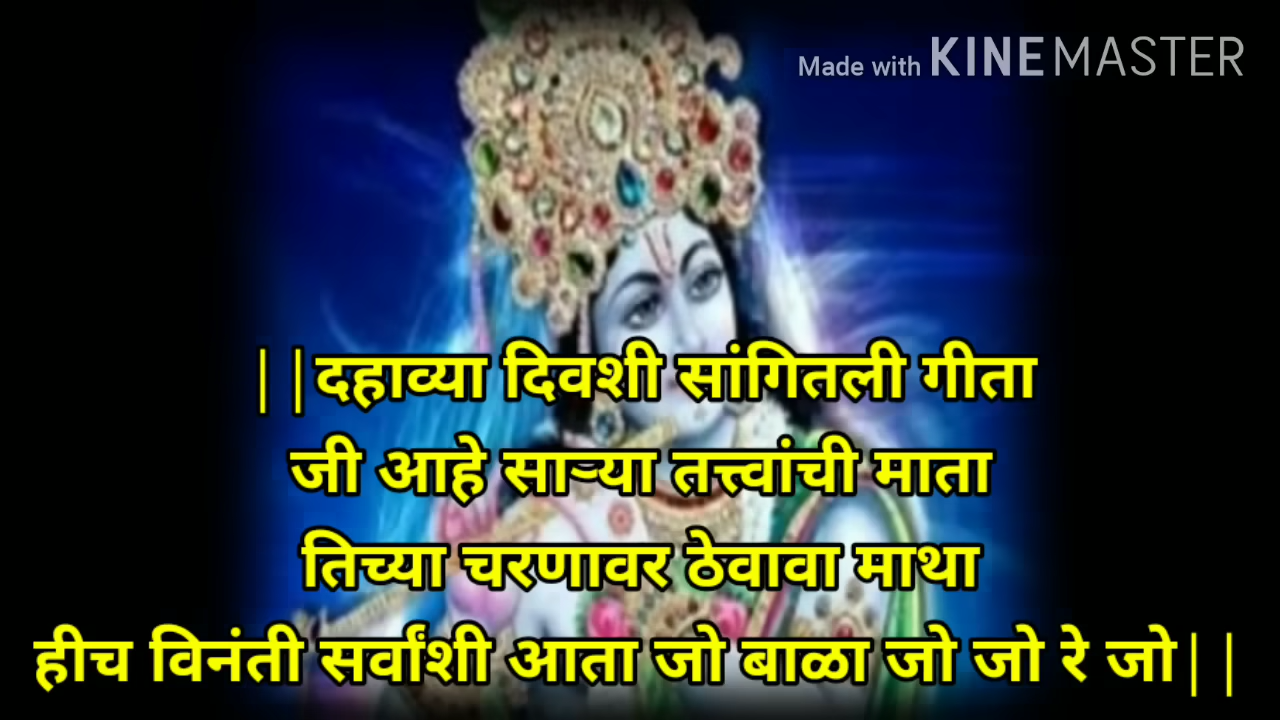 Made with KINEMASTER
||दहाव्या दिवशी सांगितली गीता
जी आहे साऱ्या तत्त्वांची माता
तिच्या चरणावर ठेवावा माथा
हीच विनंती सर्वांशी आता जो बाळा जो जो रे जो||